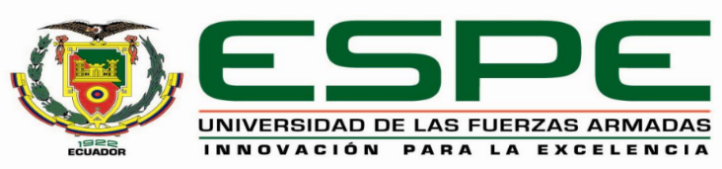 ESPE
UNIVERSIDAD DE LAS FUERZAS ARMADAS
INNOVACIÓN PARA LA EXCELENCIA
1922
ECUADOR